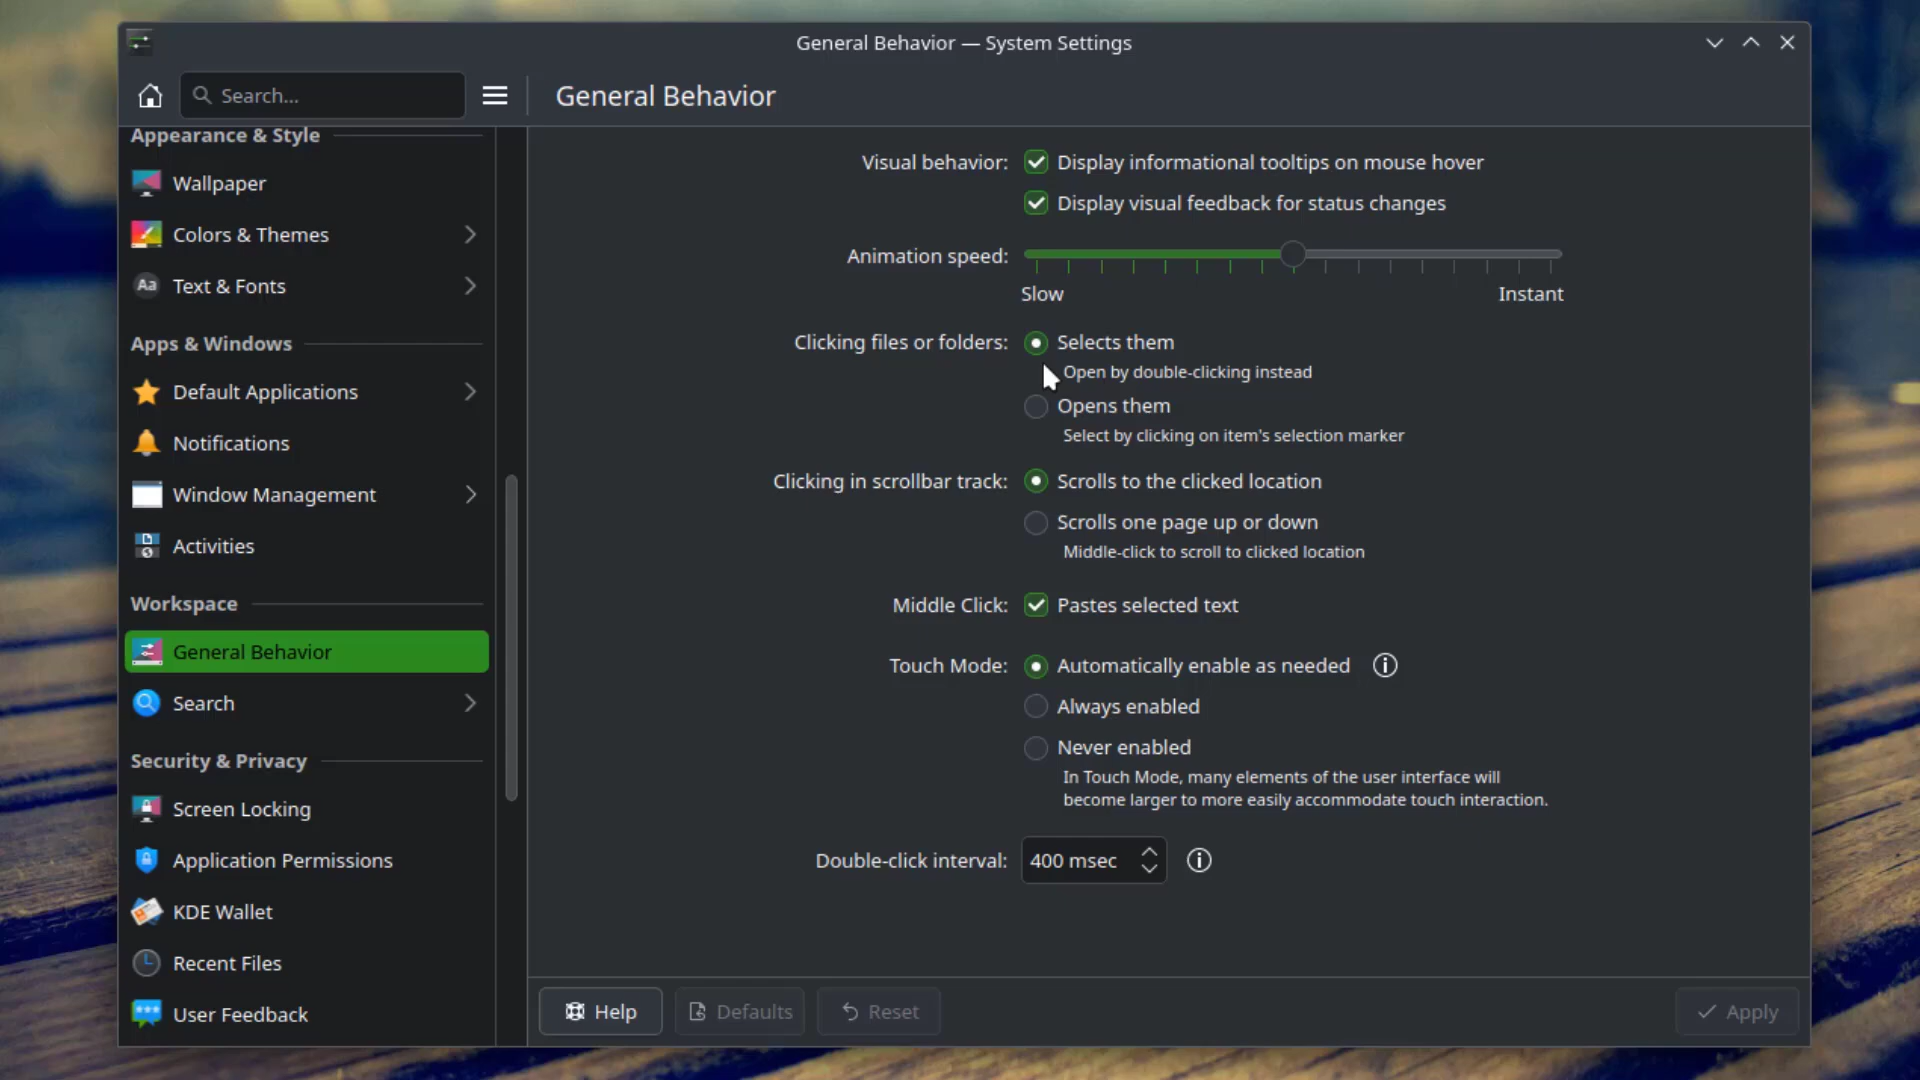 General Behavior — System Settings
Search...
General Behavior
Appearance & Style
Wallpaper
Colors & Themes
Aa Text & Fonts
Apps & Windows
Default Applications
Notifications
Window Management
Activities
Workspace
General Behavior
Search
Security & Privacy
Screen Locking
Application Permissions
KDE Wallet
Recent Files
User Feedback
Visual behavior: Display informational tooltips on mouse hover
Display visual feedback for status changes
Animation speed:
Slow Instant
Clicking files or folders: Selects them
Open by double-clicking instead
Opens them
Select by clicking on item's selection marker
Clicking in scrollbar track: Scrolls to the clicked location
Scrolls one page up or down
Middle-click to scroll to clicked location
Middle Click: Pastes selected text
Touch Mode: Automatically enable as needed
Always enabled
Never enabled
In Touch Mode, many elements of the user interface will
become larger to more easily accommodate touch interaction.
Double-click interval: 400 msec
Help Defaults Reset Apply